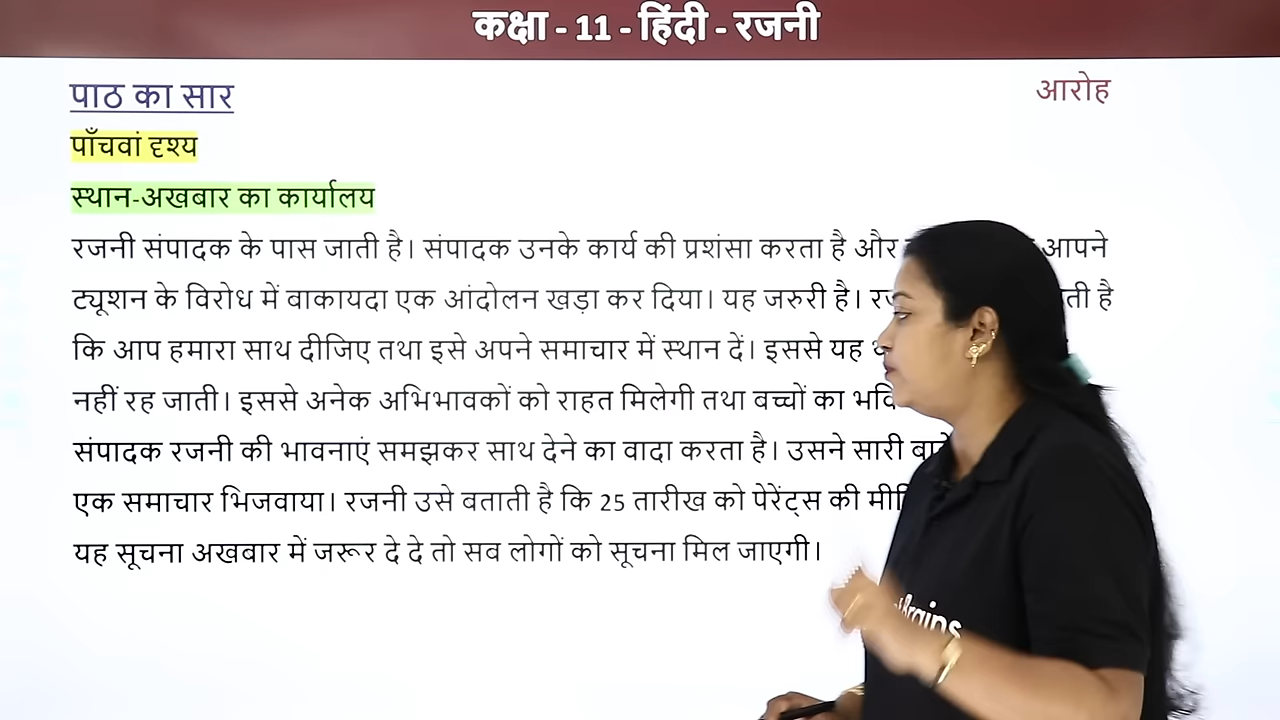 कक्षा - 11 - हिंदी - रजनी
पाठ का सार
आरोह
पाँचवां दृश्य
स्थान-अखबार का कार्यालय
रजनी संपादक के पास जाती है। संपादक उनके कार्य की प्रशंसा करता है और आपने
ट्यूशन के विरोध में वाकायदा एक आंदोलन खड़ा कर दिया। यह जरुरी है। है
कि आप हमारा साथ दीजिए तथा इसे अपने समाचार में स्थान दें। इससे यह
नहीं रह जाती। इससे अनेक अभिभावकों को राहत मिलेगी तथा बच्चों का
संपादक रजनी की भावनाएं समझकर साथ देने का वादा करता है। उसने सारी
एक समाचार भिजवाया। रजनी उसे वताती है कि 25 तारीख को पेरेंट्स की
यह सूचना अखबार में जरूर दे दे तो सव लोगों को सूचना मिल जाएगी।
Brains